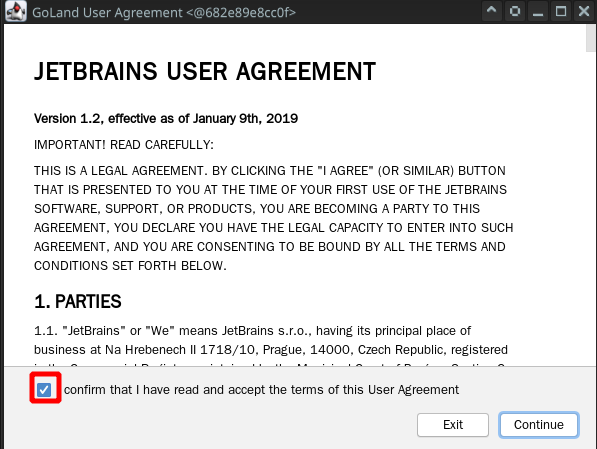 GoLand User Agreement <@682e89e8cc0f>
JETBRAINS USER AGREEMENT
Version 1.2, effective as of January 9th, 2019
IMPORTANT! READ CAREFULLY:
THIS IS A LEGAL AGREEMENT. BY CLICKING THE "I AGREE" (OR SIMILAR) BUTTON
THAT IS PRESENTED TO YOU AT THE TIME OF YOUR FIRST USE OF THE JETBRAINS
SOFTWARE, SUPPORT, OR PRODUCTS, YOU ARE BECOMING A PARTY TO THIS
AGREEMENT, YOU DECLARE YOU HAVE THE LEGAL CAPACITY TO ENTER INTO SUCH
AGREEMENT, AND YOU ARE CONSENTING TO BE BOUND BY ALL THE TERMS AND
CONDITIONS SET FORTH BELOW.
1. PARTIES
1.1. "JetBrains" or "We" means JetBrains s.r.o., having its principal place of
business at Na Hrebenech II 1718/10, Prague, 14000, Czech Republic, registered
confirm that I have read and accept the terms of this User Agreement
Exit
Continue